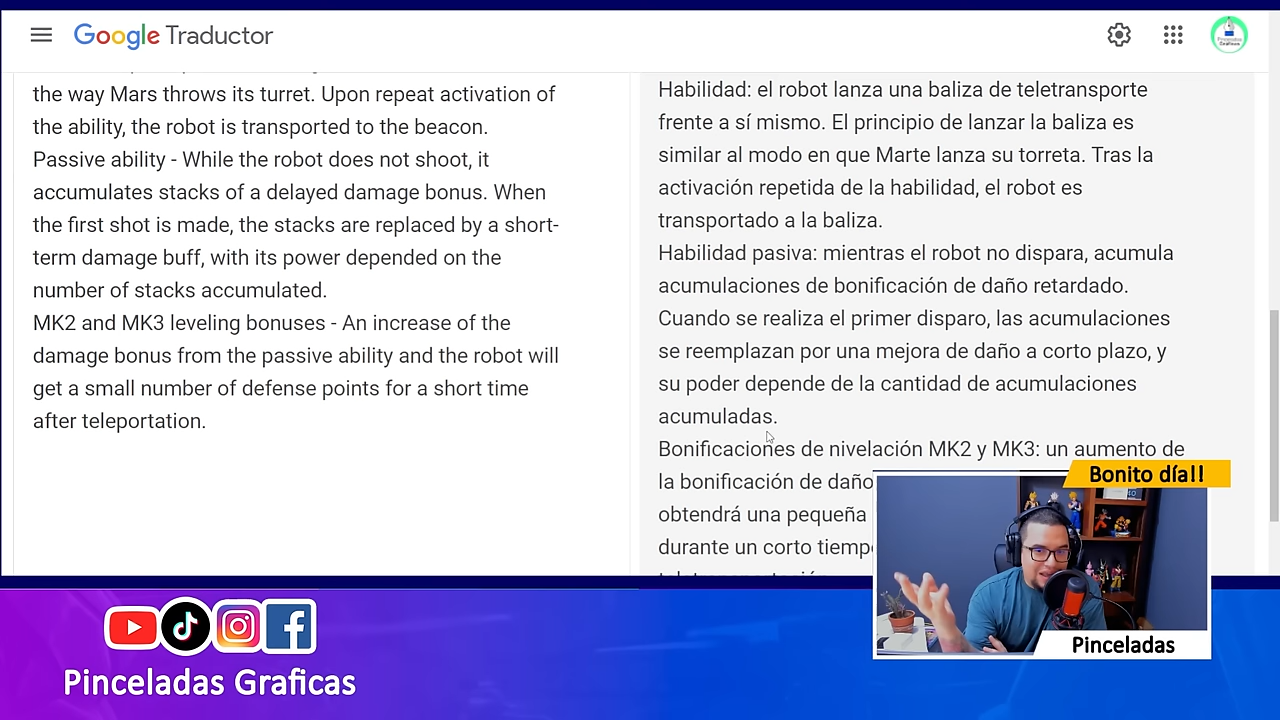 Google Traductor
the way Mars throws its turret. Upon repeat activation of
the ability, the robot is transported to the beacon.
Passive ability - While the robot does not shoot, it
accumulates stacks of a delayed damage bonus. When
the first shot is made, the stacks are replaced by a short-
term damage buff, with its power depended on the
number of stacks accumulated.
MK2 and MK3 leveling bonuses - An increase of the
damage bonus from the passive ability and the robot will
get a small number of defense points for a short time
after teleportation.
Habilidad: el robot lanza una baliza de teletransporte
frente a sí mismo. El principio de lanzar la baliza es
similar al modo en que Marte lanza su torreta. Tras la
activación repetida de la habilidad, el robot es
transportado a la baliza.
Habilidad pasiva: mientras el robot no dispara, acumula
acumulaciones de bonificación de daño retardado.
Cuando se realiza el primer disparo, las acumulaciones
se reemplazan por una mejora de daño a corto plazo, y
su poder depende de la cantidad de acumulaciones
acumuladas.
Bonificaciones de nivelación MK2 y MK3: un aumento de
la bonificación de daño
obtendrá una pequeña
durante un corto tiempo
Bonito día!!
Pinceladas
Pinceladas Graficas